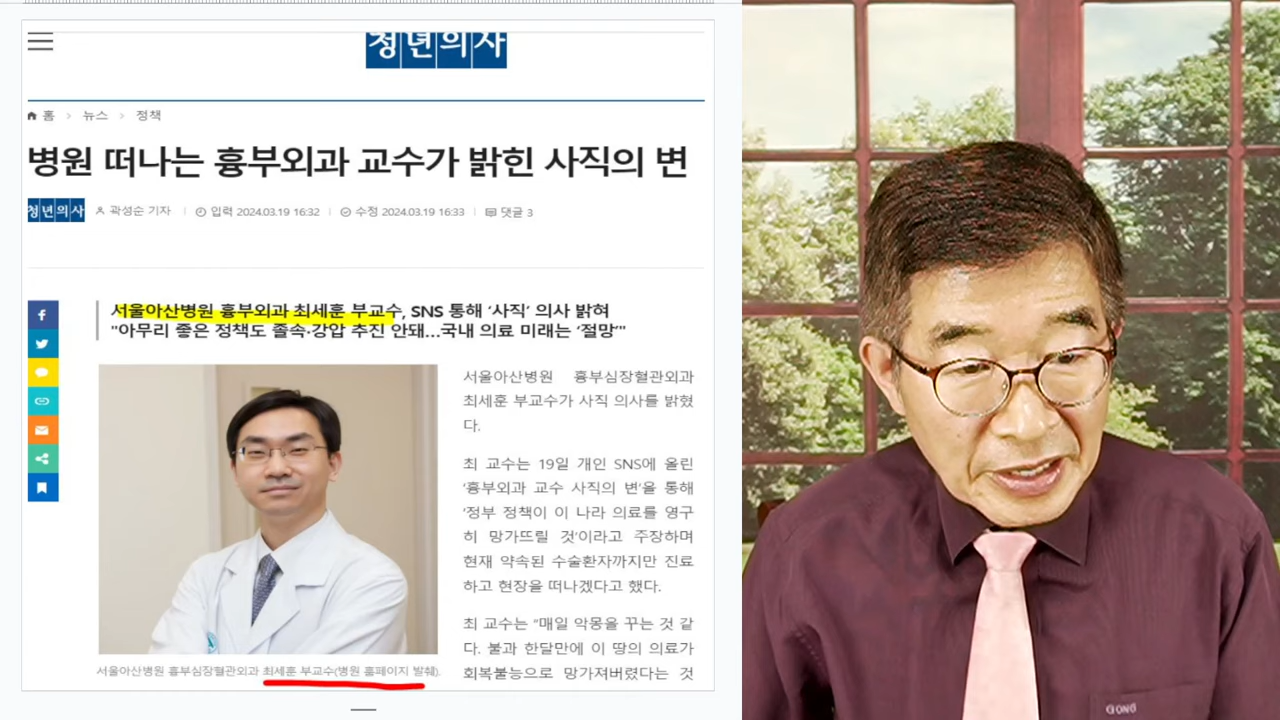 청년의사
홈 > 뉴스 > 정책
병원 떠나는 흉부외과 교수가 밝힌 사직의 변
청년의사 곽성순 기자 | 입력 2024.03.19 16:32 | 수정 2024.03.19 16:33 | 댓글 3
서울아산병원 흉부외과 최세훈 부교수, SNS 통해 ‘사직’ 의사 밝혀
"아무리 좋은 정책도 졸속·강압 추진 안돼…국내 의료 미래는 ‘절망’"
서울아산병원 흉부심장혈관외과
최세훈 부교수가 사직 의사를 밝혔
다.
최 교수는 19일 개인 SNS에 올린
‘흉부외과 교수 사직의 변’을 통해
‘정부 정책이 이 나라 의료를 영구
히 망가뜨릴 것’이라고 주장하며
현재 약속된 수술환자까지만 진료
하고 현장을 떠나겠다고 했다.
최 교수는 “매일 악몽을 꾸는 것 같
다. 불과 한달만에 이 땅의 의료가
회복불능으로 망가져버렸다는 것
서울아산병원 흉부심장혈관외과 최세훈 부교수(병원 홈페이지 발췌).